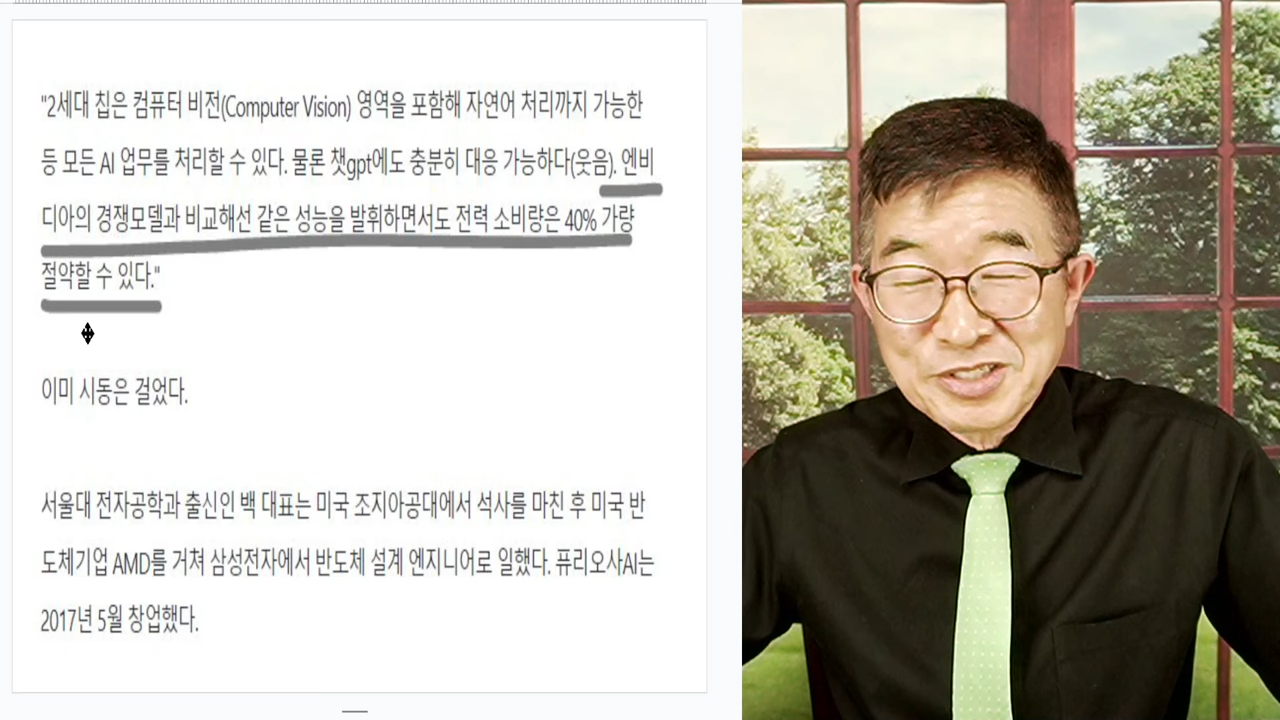 "2세대 칩은 컴퓨터 비전(Computer Vision) 영역을 포함해 자연어 처리까지 가능한
등 모든 AI 업무를 처리할 수 있다. 물론 챗gpt에도 충분히 대응 가능하다(웃음). 엔비
디아의 경쟁모델과 비교해선 같은 성능을 발휘하면서도 전력 소비량은 40% 가량
절약할 수 있다."
이미 시동은 걸었다.
서울대 전자공학과 출신인 백 대표는 미국 조지아공대에서 석사를 마친 후 미국 반
도체기업 AMD를 거쳐 삼성전자에서 반도체 설계 엔지니어로 일했다. 퓨리오사AI는
2017년 5월 창업했다.